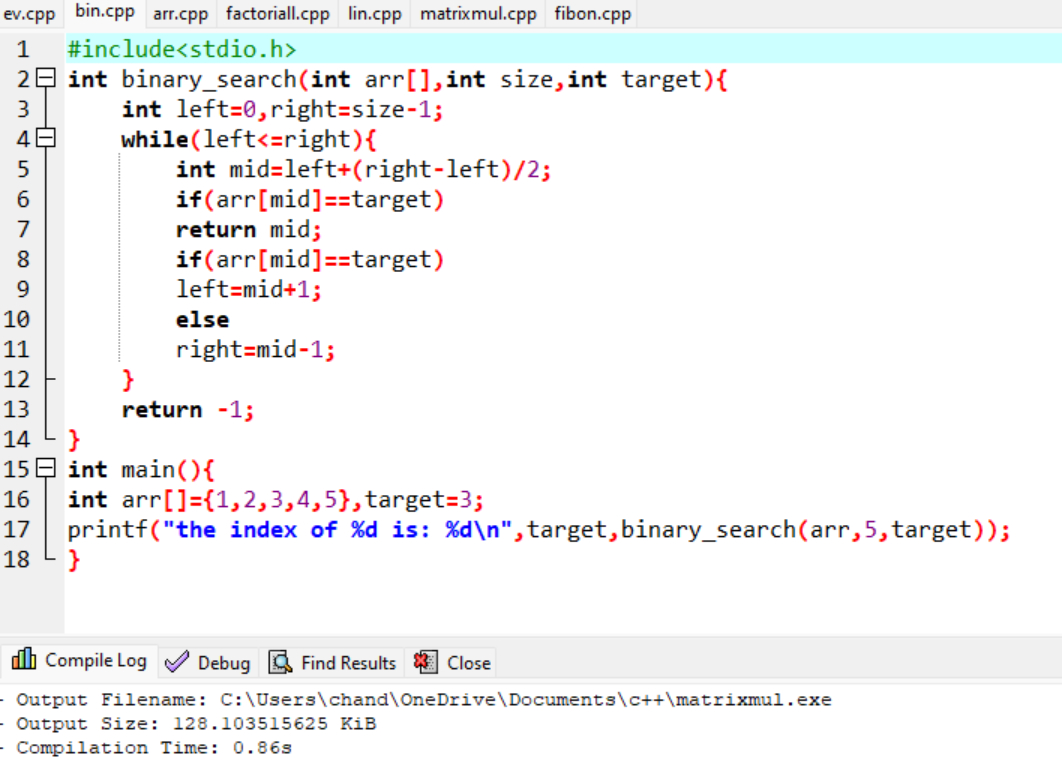 ev.cpp bin.cpp arr.cpp factoriall.cpp lin.cpp matrixmul.cpp fibon.cpp
1 #include<stdio.h>
2 int binary_search(int arr[],int size,int target){
3 int left=0,right=size-1;
4 while(left<=right){
5 int mid=left+(right-left)/2;
6 if(arr[mid]==target)
7 return mid;
8 if(arr[mid]==target)
9 left=mid+1;
10 else
11 right=mid-1;
12 }
13 return -1;
14 }
15 int main(){
16 int arr[]={1,2,3,4,5},target=3;
17 printf("the index of %d is: %d\n",target,binary_search(arr,5,target));
18 }
Compile Log Debug Find Results Close
- Output Filename: C:\Users\chand\OneDrive\Documents\c++\matrixmul.exe
- Output Size: 128.103515625 KiB
- Compilation Time: 0.86s